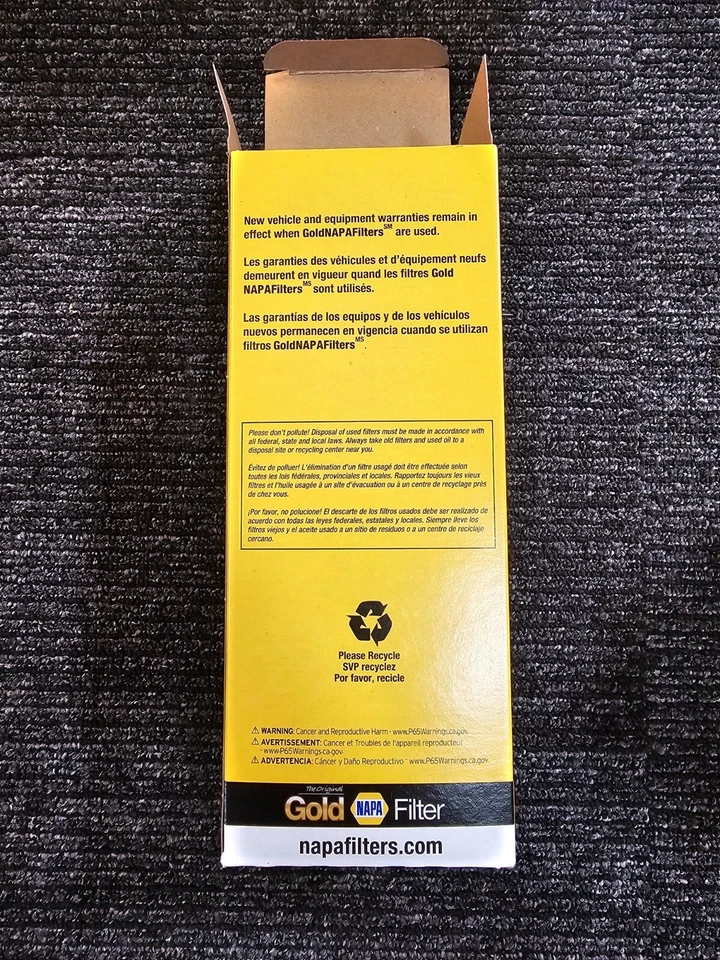 New vehicle and equipment warranties remain in
effect when GoldNAPAFilters SM are used.
Les garanties des véhicules et d'équipement neufs
demeurent en vigueur quand les filtres Gold
NAPAFilters MS sont utilisés.
Las garantías de los equipos y de los vehículos
nuevos permanecen en vigencia cuando se utilizan
filtros GoldNAPAFilters MS.
Please don't pollute! Disposal of used filters must be made in accordance with
all federal, state and local laws. Always take old filters and used oil to a
disposal site or recycling center near you.
Évitez de polluer! L'élimination d'un filtre usagé doit être effectuée selon
toutes les lois fédérales, provinciales et locales. Rapportez toujours les vieux
filtres et l'huile usagée à un site d'évacuation ou à un centre de recyclage près
de chez vous.
¡Por favor, no polucione! El descarte de los filtros usados debe ser realizado de
acuerdo con todas las leyes federales, estatales y locales. Siempre lleve los
filtros viejos y el aceite usado a un sitio de residuos o a un centro de reciclaje
cercano.
Please Recycle
SVP recyclez
Por favor, recicle
⚠ WARNING: Cancer and Reproductive Harm - www.P65Warnings.ca.gov.
⚠ AVERTISSEMENT: Cancer et Troubles de l'appareil reproducteur
- www.P65Warnings.ca.gov.
⚠ ADVERTENCIA: Cáncer y Daño Reproductivo - www.P65Warnings.ca.gov.
The Original
Gold NAPA Filter
napafilters.com